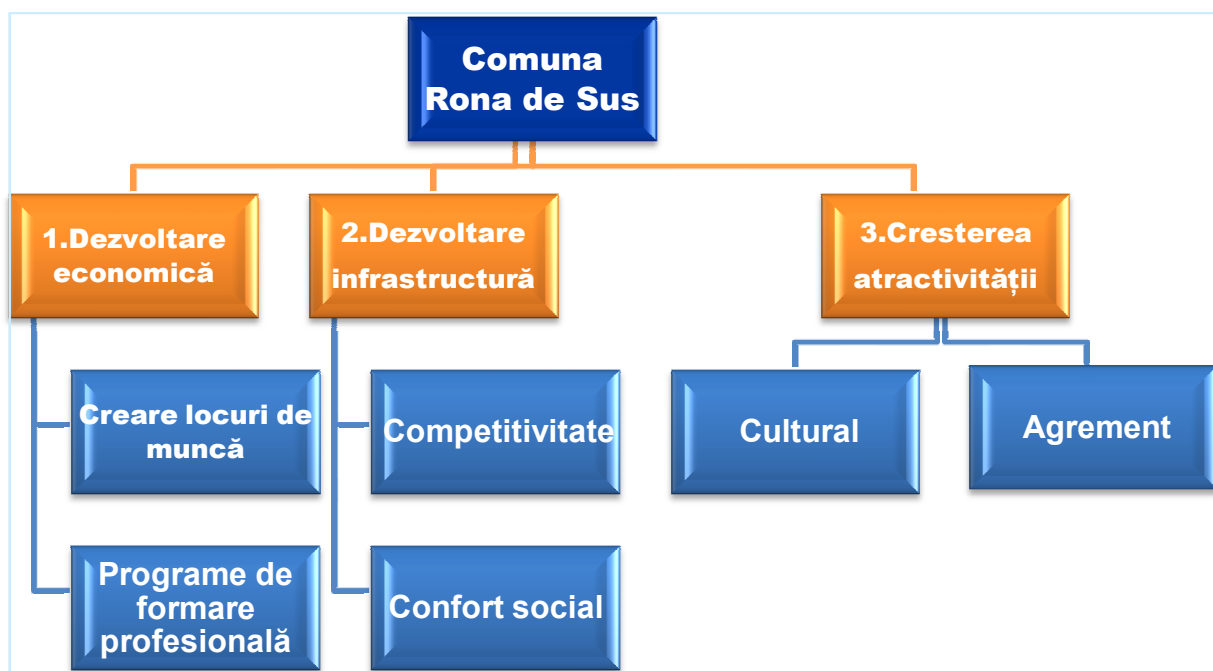 Comuna
Rona de Sus
1.Dezvoltare
economică
2.Dezvoltare
infrastructură
3.Cresterea
atractivității
Creare locuri de
muncă
Competitivitate
Cultural
Agrement
Programe de
formare
profesională
Confort social